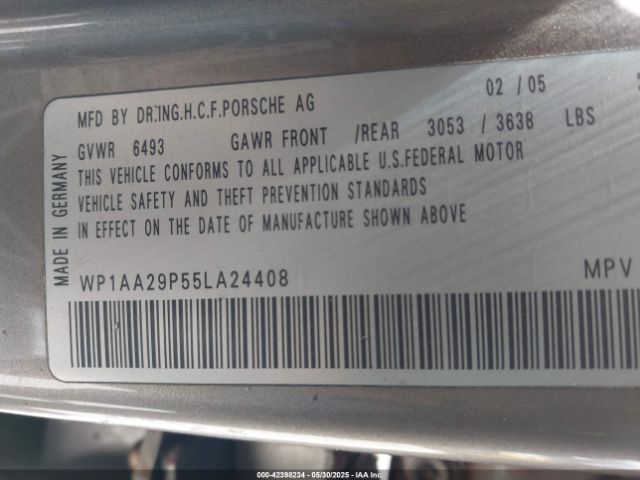 02 / 05
MFD BY DR.ING.H.C.F.PORSCHE AG
GVWR 6493 GAWR FRONT /REAR 3053 / 3638 LBS
THIS VEHICLE CONFORMS TO ALL APPLICABLE U.S.FEDERAL MOTOR
VEHICLE SAFETY AND THEFT PREVENTION STANDARDS
IN EFFECT ON THE DATE OF MANUFACTURE SHOWN ABOVE
MADE IN GERMANY
WP1AA29P55LA24408 MPV
000-42398234 - 05/30/2025 - IAA Inc.